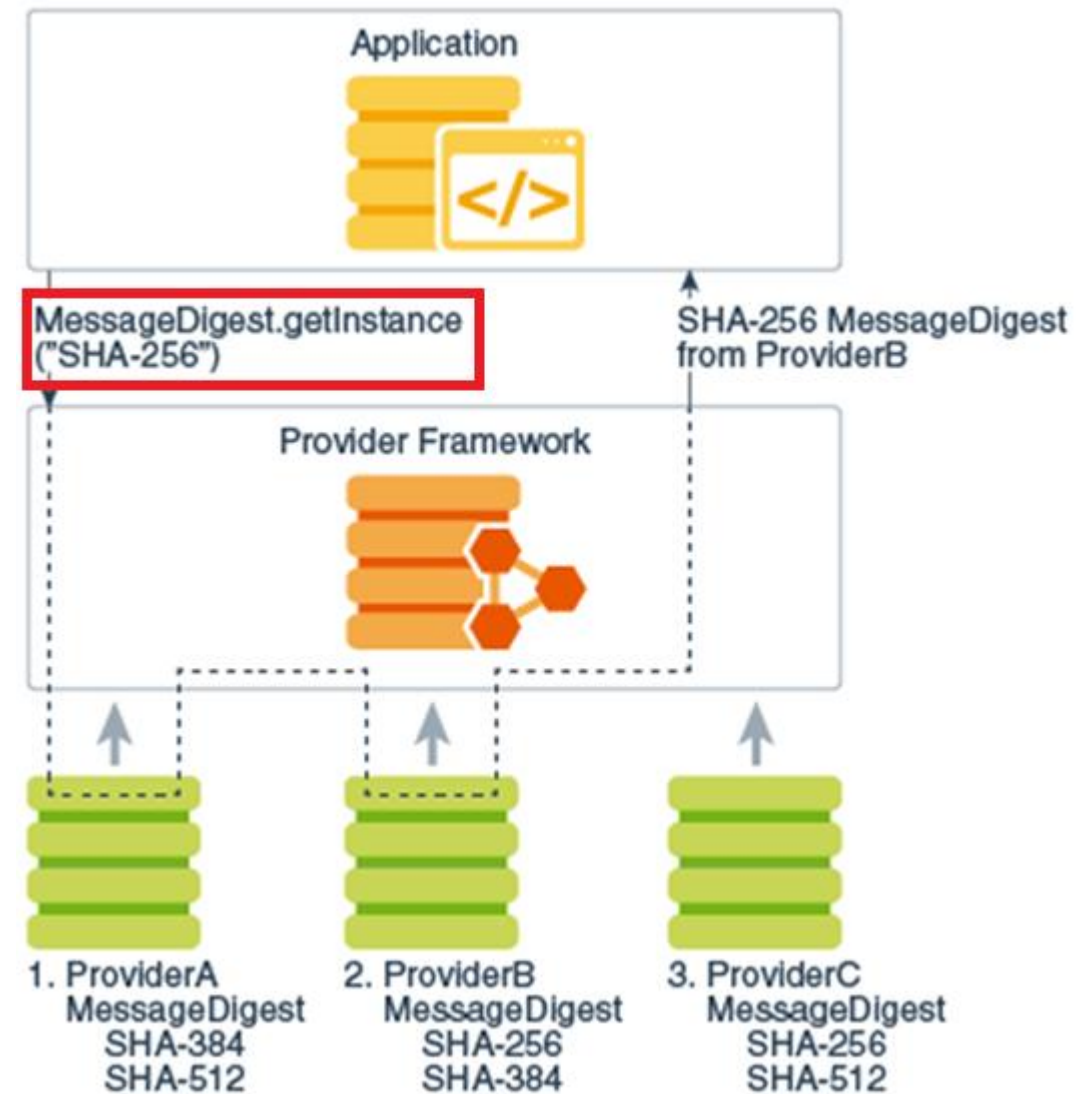 Application
</>
MessageDigest.getInstance
(”SHA-256”)
SHA-256 MessageDigest
from ProviderB
Provider Framework
1. ProviderA
MessageDigest
SHA-384
SHA-512
2. ProviderB
MessageDigest
SHA-256
SHA-384
3. ProviderC
MessageDigest
SHA-256
SHA-512